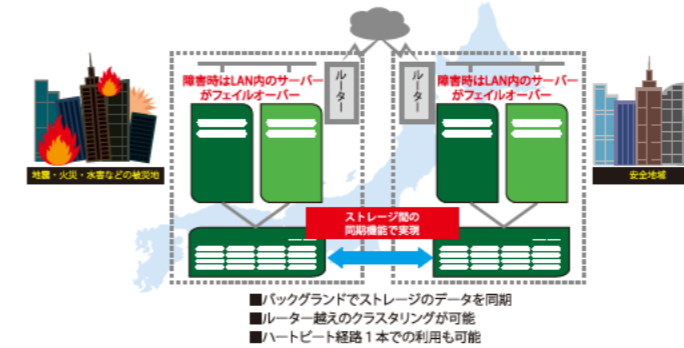 障害時はLAN内のサーバー
がフェイルオーバー
ルーター
ルーター
障害時はLAN内のサーバー
がフェイルオーバー
地震・火災・水害などの被災地
安全地域
ストレージ間の
同期機能で実現
■バックグランドでストレージのデータを同期
■ルーター越えのクラスタリングが可能
■ハートビート経路1本での利用も可能